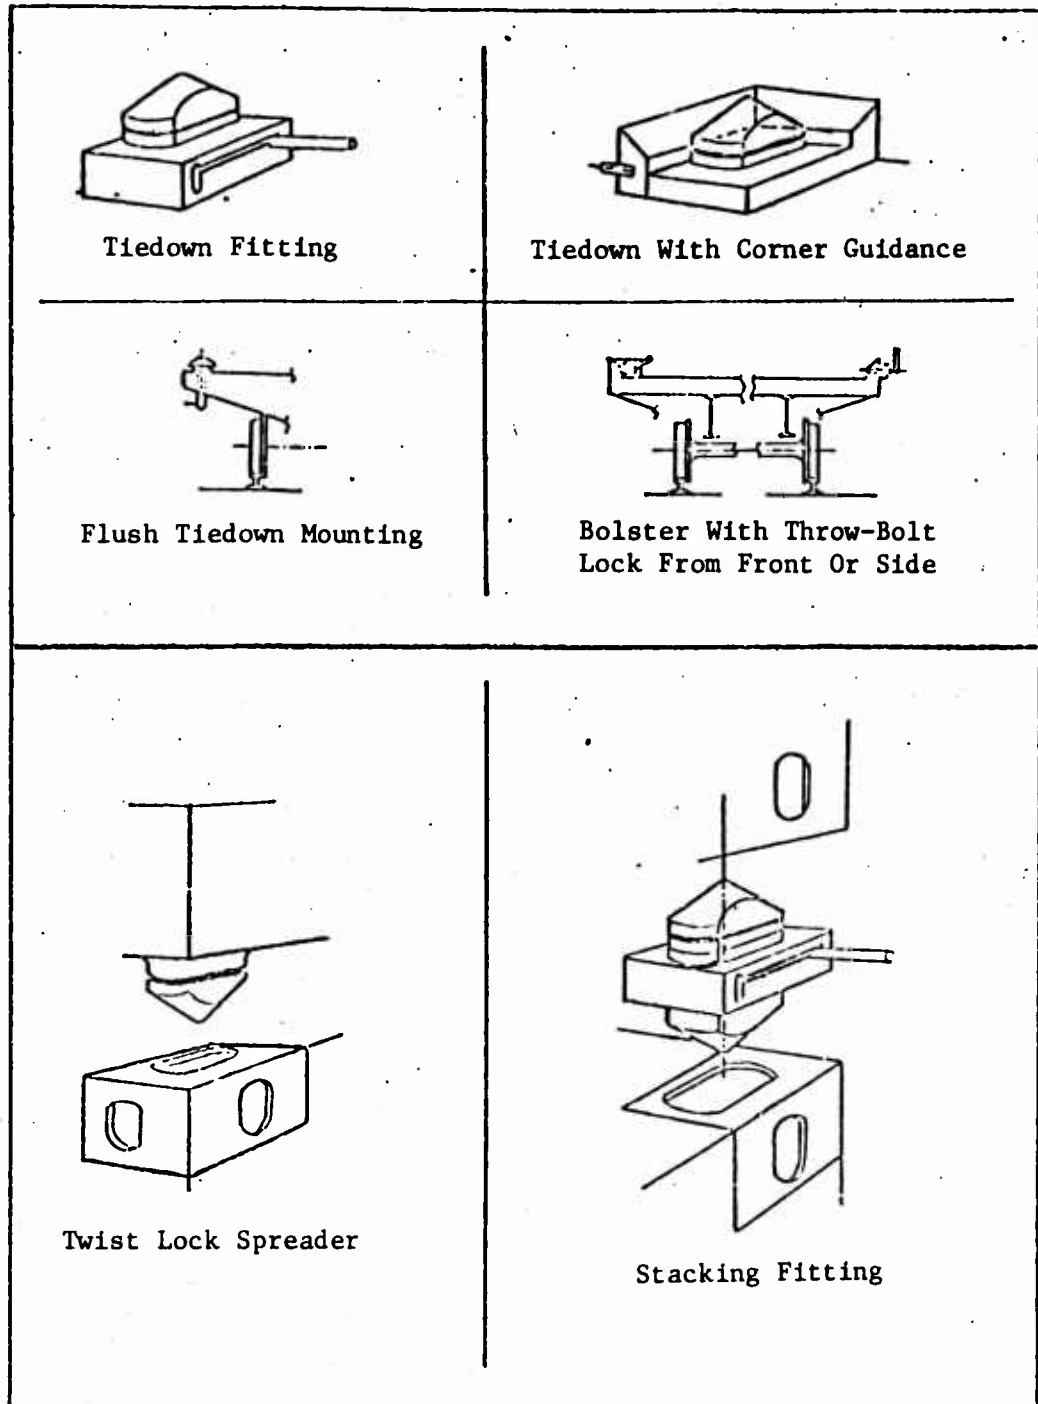 Tiedown Fitting
Tiedown With Corner Guidance
Flush Tiedown Mounting
Bolster With Throw-Bolt
Lock From Front Or Side
Twist Lock Spreader
Stacking Fitting